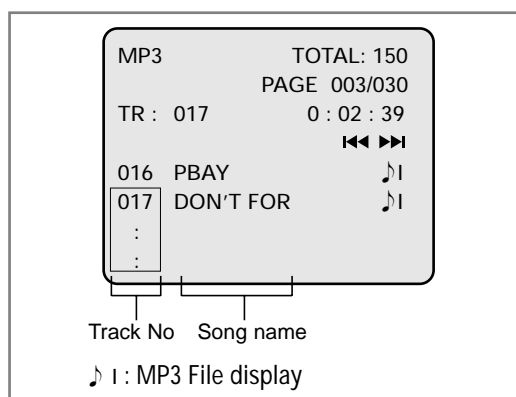 MP3 TOTAL: 150
PAGE 003/030
TR : 017 0 : 02 : 39
016 PBAY ♪I
017 DON'T FOR ♪I
:
:
Track No Song name
♪ I : MP3 File display